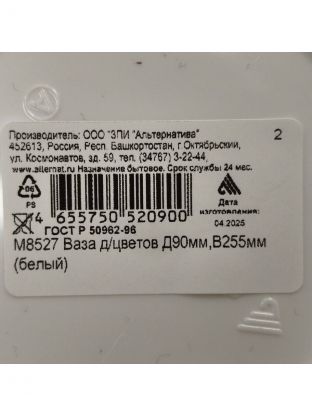 Производитель: ООО "ЗПИ "Альтернатива"
452613, Россия, Респ. Башкортостан, г.Октябрьский,
ул. Космонавтов, зд. 59, тел. (34767) 3-22-44,
www.alternat.ru Назначение бытовое. Срок службы 24 мес.
2
06
PS
Дата
изготовления:
04.2025
4 655750 520900
ГОСТ Р 50962-96
М8527 Ваза д/цветов Д90мм,В255мм
(белый)